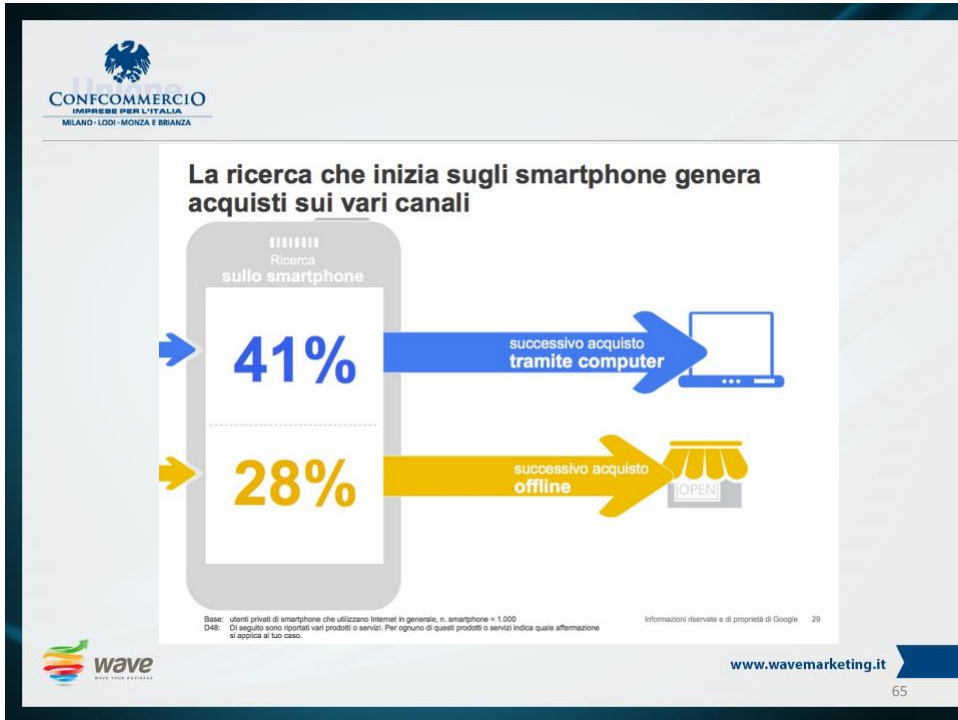 Unione
CONFCOMMERCIO
IMPRESE PER L'ITALIA
MILANO - LODI - MONZA E BRIANZA
La ricerca che inizia sugli smartphone genera
acquisti sui vari canali
Ricerca
sullo smartphone
41%
successivo acquisto
tramite computer
28%
successivo acquisto
offline
OPEN
Base: utenti privati di smartphone che utilizzano Internet in generale, n. smartphone = 1.000
D48: Di seguito sono riportati vari prodotti o servizi. Per ognuno di questi prodotti o servizi indica quale affermazione
si applica al tuo caso.
Informazioni riservate e di proprietà di Google 29
wave
MOVE YOUR BUSINESS
www.wavemarketing.it
65